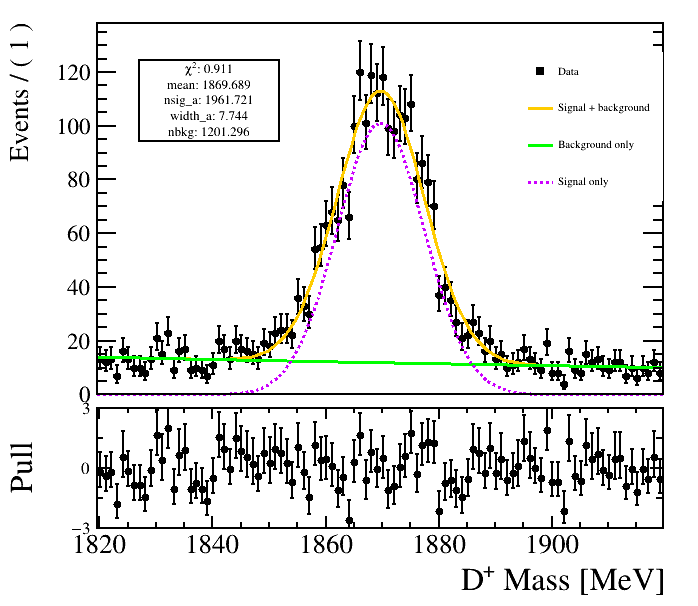 Events / ( 1 )
120
100
80
60
40
20
0
χ²: 0.911
mean: 1869.689
nsig_a: 1961.721
width_a: 7.744
nbkg: 1201.296
Data
Signal + background
Background only
Signal only
Pull
3
0
−3
1820 1840 1860 1880 1900
D⁺ Mass [MeV]